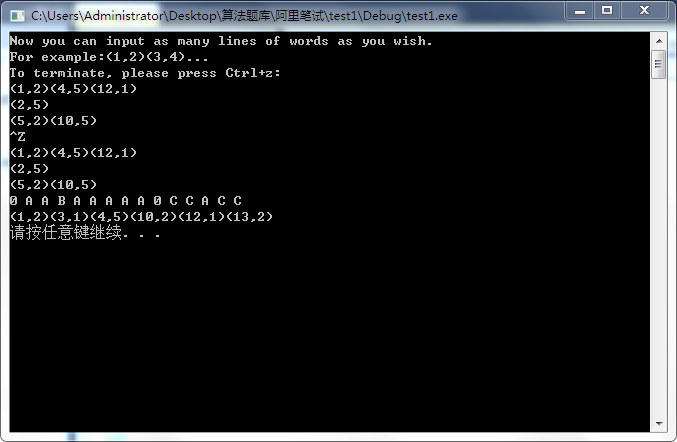 C:\Users\Administrator\Desktop\算法题库\阿里笔试\test1\Debug\test1.exe
Now you can input as many lines of words as you wish.
For example:(1,2)(3,4)...
To terminate, please press Ctrl+z:
(1,2)(4,5)(12,1)
(2,5)
(5,2)(10,5)
^Z
(1,2)(4,5)(12,1)
(2,5)
(5,2)(10,5)
0 A A B A A A A A 0 C C A C C
(1,2)(3,1)(4,5)(10,2)(12,1)(13,2)
请按任意键继续. . .